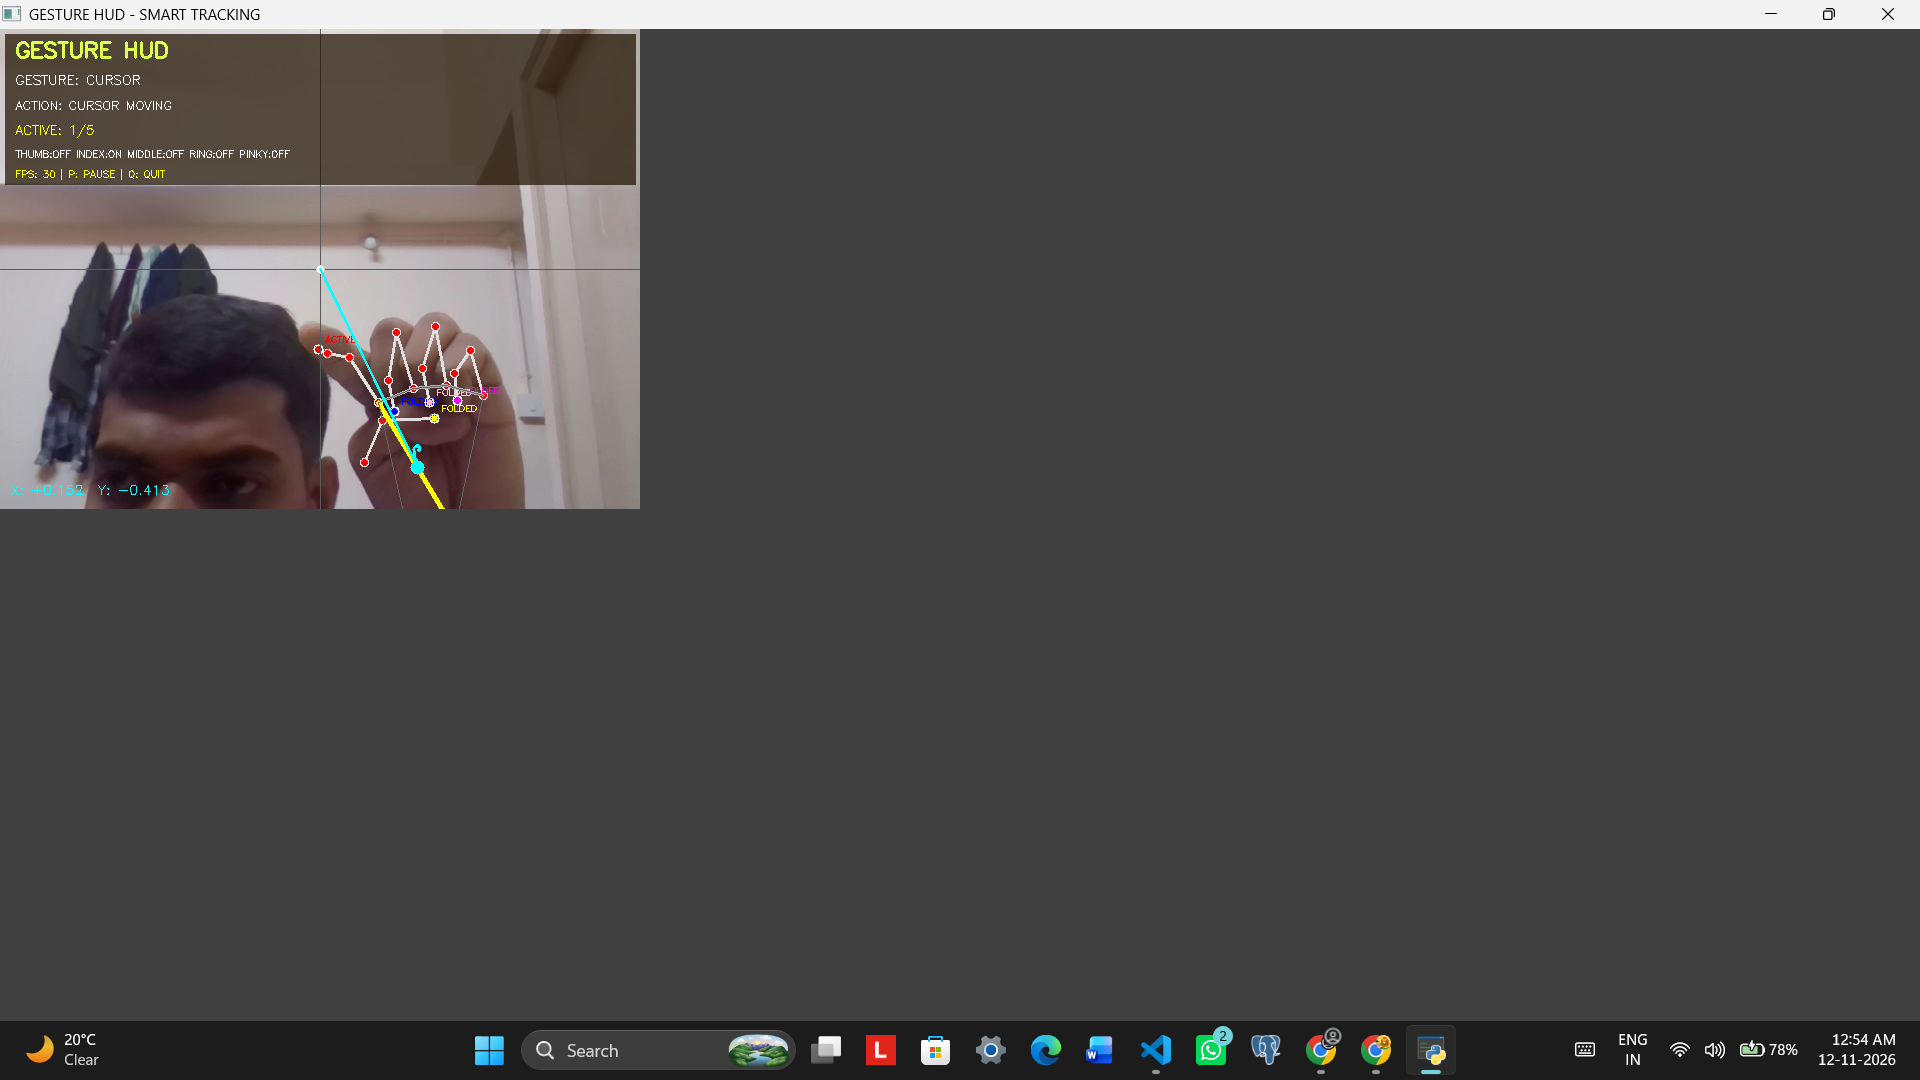 GESTURE HUD - SMART TRACKING
GESTURE HUD
GESTURE: CURSOR
ACTION: CURSOR MOVING
ACTIVE: 1/5
THUMB:OFF INDEX:ON MIDDLE:OFF RING:OFF PINKY:OFF
FPS: 30 | P: PAUSE | Q: QUIT
ACTIVE
FOLDED
X: Y: -0.413
20°C
Clear
Search
L
W
2
ENG
IN
78%
12:54 AM
12-11-2026